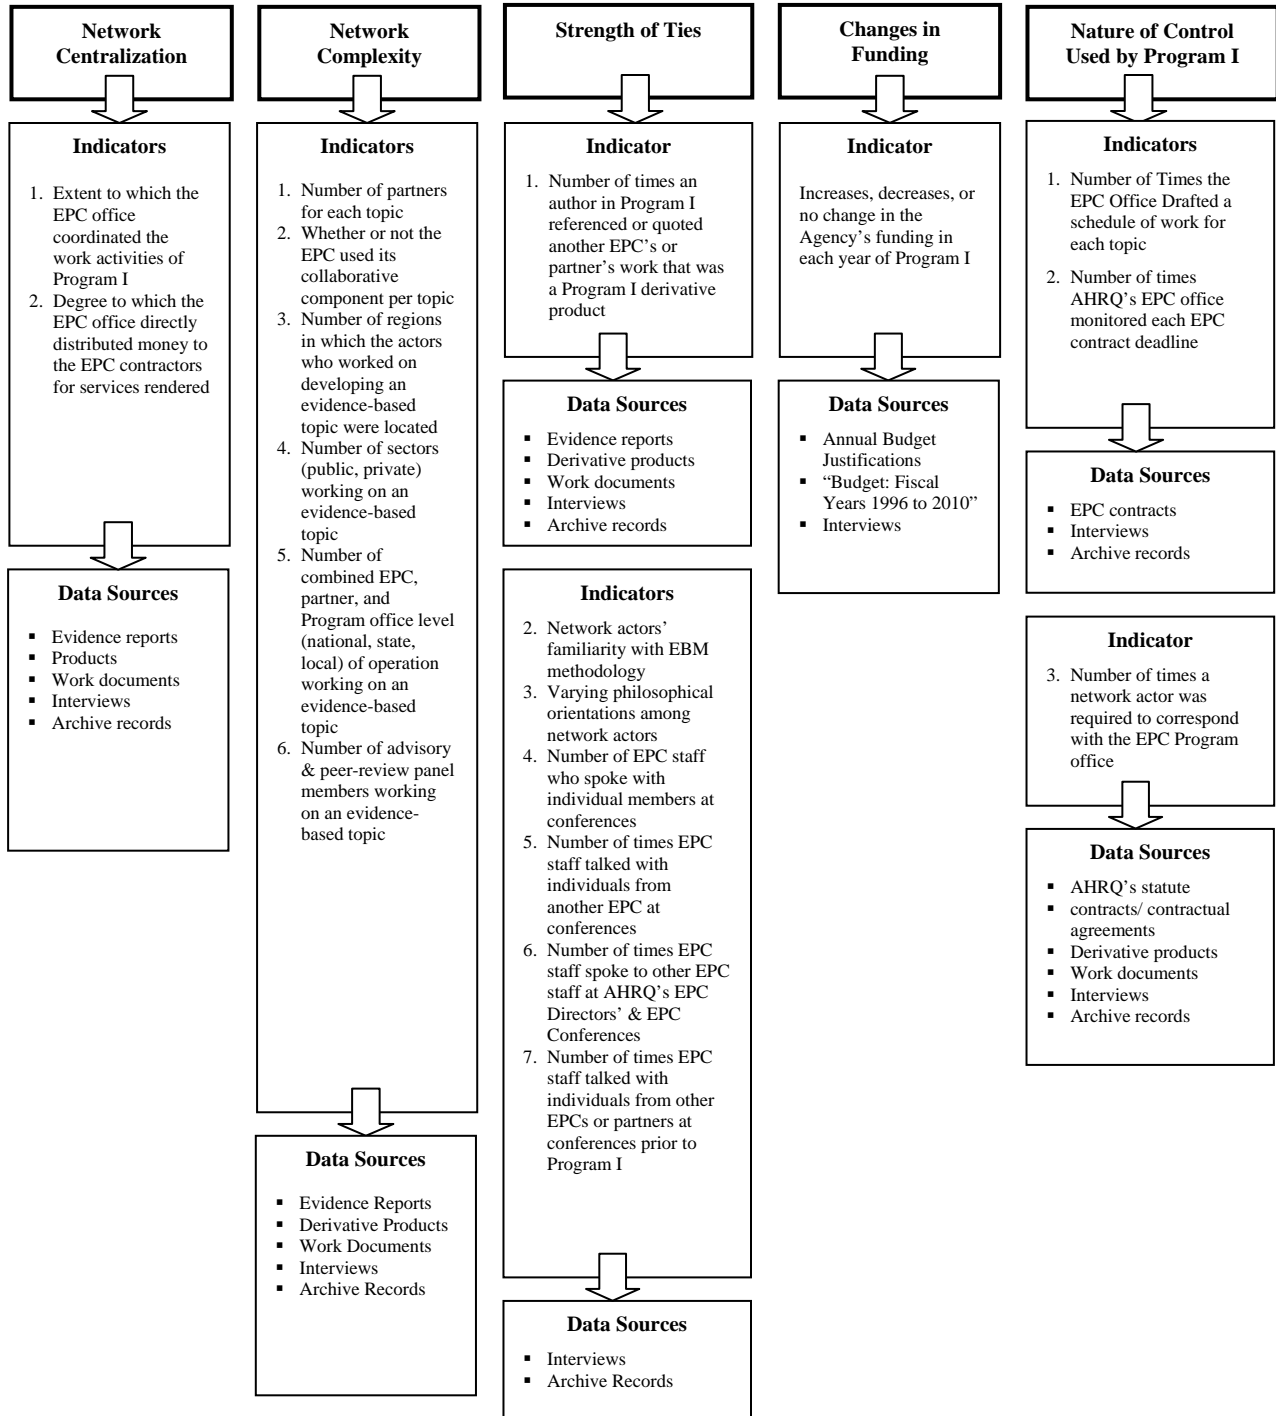 Network
Centralization
Indicators
1. Extent to which the
EPC office
coordinated the
work activities of
Program I
2. Degree to which the
EPC office directly
distributed money to
the EPC contractors
for services rendered
Data Sources
▪ Evidence reports
▪ Products
▪ Work documents
▪ Interviews
▪ Archive records
Network
Complexity
Indicators
1. Number of partners
for each topic
2. Whether or not the
EPC used its
collaborative
component per topic
3. Number of regions
in which the actors
who worked on
developing an
evidence-based
topic were located
4. Number of sectors
(public, private)
working on an
evidence-based
topic
5. Number of
combined EPC,
partner, and
Program office level
(national, state,
local) of operation
working on an
evidence-based
topic
6. Number of advisory
& peer-review panel
members working
on an evidence-
based topic
Data Sources
▪ Evidence Reports
▪ Derivative Products
▪ Work Documents
▪ Interviews
▪ Archive Records
Strength of Ties
Indicator
1. Number of times an
author in Program I
referenced or quoted
another EPC’s or
partner’s work that was
a Program I derivative
product
Data Sources
▪ Evidence reports
▪ Derivative products
▪ Work documents
▪ Interviews
▪ Archive records
Indicators
2. Network actors’
familiarity with EBM
methodology
3. Varying philosophical
orientations among
network actors
4. Number of EPC staff
who spoke with
individual members at
conferences
5. Number of times EPC
staff talked with
individuals from
another EPC at
conferences
6. Number of times EPC
staff spoke to other EPC
staff at AHRQ’s EPC
Directors’ & EPC
Conferences
7. Number of times EPC
staff talked with
individuals from other
EPCs or partners at
conferences prior to
Program I
Data Sources
▪ Interviews
▪ Archive Records
Changes in
Funding
Indicator
Increases, decreases, or
no change in the
Agency’s funding in
each year of Program I
Data Sources
▪ Annual Budget
Justifications
▪ “Budget: Fiscal
Years 1996 to 2010”
▪ Interviews
Nature of Control
Used by Program I
Indicators
1. Number of Times the
EPC Office Drafted a
schedule of work for
each topic
2. Number of times
AHRQ’s EPC office
monitored each EPC
contract deadline
Data Sources
▪ EPC contracts
▪ Interviews
▪ Archive records
Indicator
3. Number of times a
network actor was
required to correspond
with the EPC Program
office
Data Sources
▪ AHRQ’s statute
▪ contracts/ contractual
agreements
▪ Derivative products
▪ Work documents
▪ Interviews
▪ Archive records